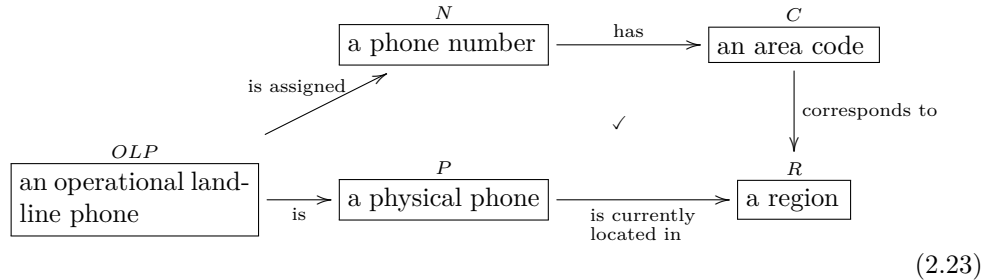 N
a phone number
has
C
an area code
is assigned
corresponds to
✓
OLP
an operational land-
line phone
is
P
a physical phone
is currently
located in
R
a region
(2.23)